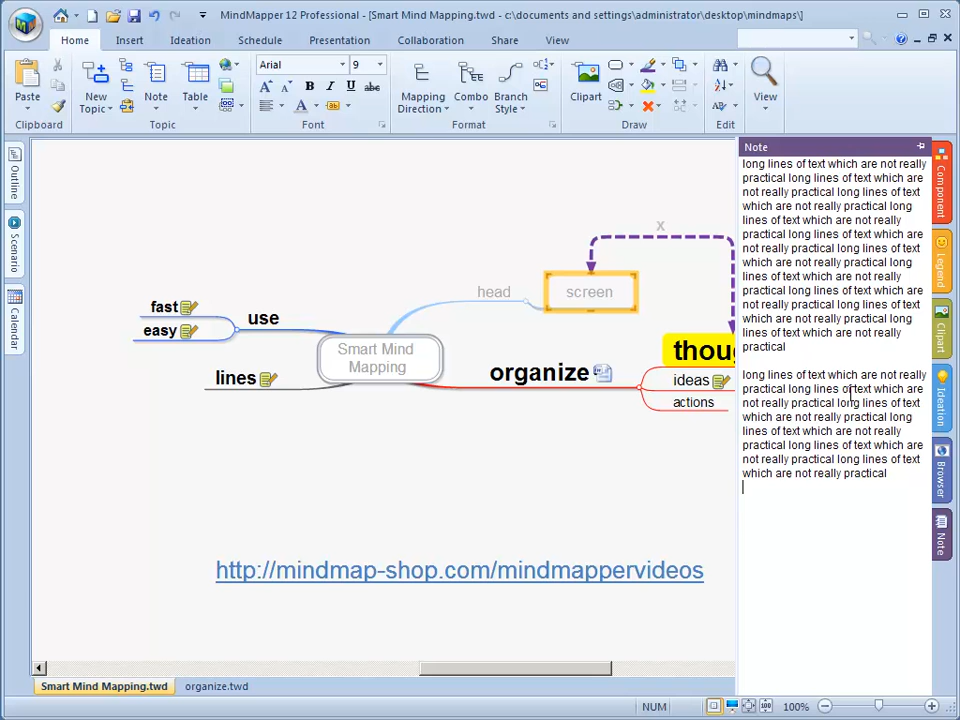 MindMapper 12 Professional - [Smart Mind Mapping.twd - c:\documents and settings\administrator\desktop\mindmaps\]
Home Insert Ideation Schedule Presentation Collaboration Share View
Arial 9
B I U abc
A A A ab
Paste New Topic Note Table Mapping Direction Combo Branch Style Clipart View
Clipboard Topic Font Format Draw Edit
Outline
Scenario
Calendar
x
head
screen
fast
easy
use
Smart Mind
Mapping
lines
organize
thoug
ideas
actions
http://mindmap-shop.com/mindmappervideos
Note
long lines of text which are not really
practical long lines of text which are
not really practical long lines of text
which are not really practical long
lines of text which are not really
practical long lines of text which are
not really practical long lines of text
which are not really practical long
lines of text which are not really
practical long lines of text which are
not really practical long lines of text
which are not really practical long
lines of text which are not really
practical
long lines of text which are not really
practical long lines of text which are
not really practical long lines of text
which are not really practical long
lines of text which are not really
practical long lines of text which are
not really practical long lines of text
which are not really practical
Component
Legend
Clipart
Ideation
Browser
Note
Smart Mind Mapping.twd organize.twd
NUM 100%